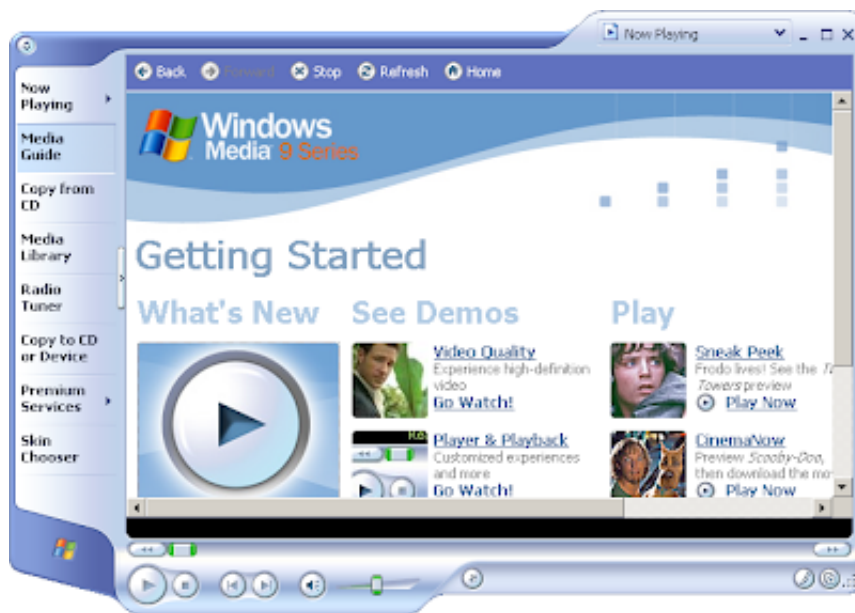 Now Playing
Back Forward Stop Refresh Home
Now
Playing
Media
Guide
Copy from
CD
Media
Library
Radio
Tuner
Copy to CD
or Device
Premium
Services
Skin
Chooser
Windows
Media 9 Series
Getting Started
What's New
See Demos
Video Quality
Experience high-definition
video
Go Watch!
Player & Playback
Customized experiences
and more
Go Watch!
Play
Sneak Peek
Frodo lives! See the
Towers preview
Play Now
CinemaNow
Preview Scooby-Doo,
then download the
Play Now